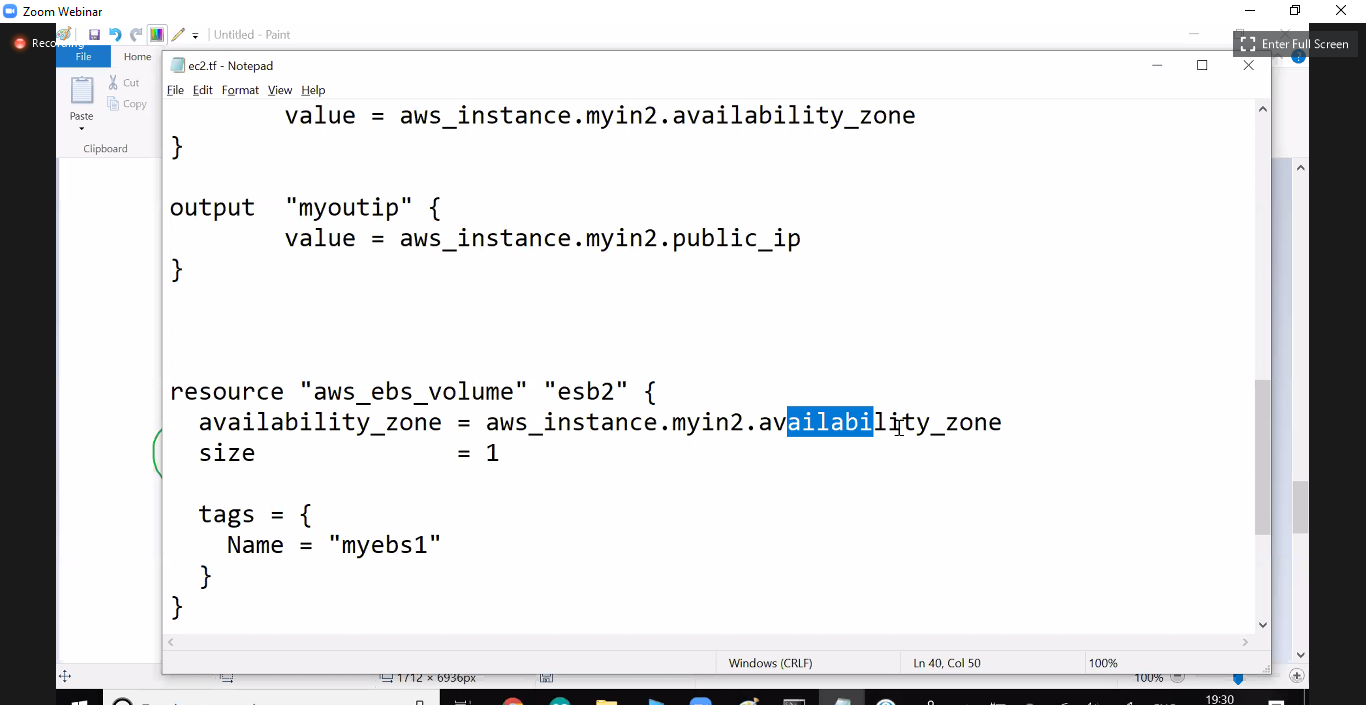 Zoom Webinar
Recording
Untitled - Paint
Enter Full Screen
File
Home
Cut
Copy
Paste
Clipboard
ec2.tf - Notepad
File Edit Format View Help
value = aws_instance.myin2.availability_zone
}
output "myoutip" {
value = aws_instance.myin2.public_ip
}
resource "aws_ebs_volume" "esb2" {
availability_zone = aws_instance.myin2.availability_zone
size = 1
tags = {
Name = "myebs1"
}
}
Windows (CRLF)
Ln 40, Col 50
100%
1712 × 6936px
100%
19:30